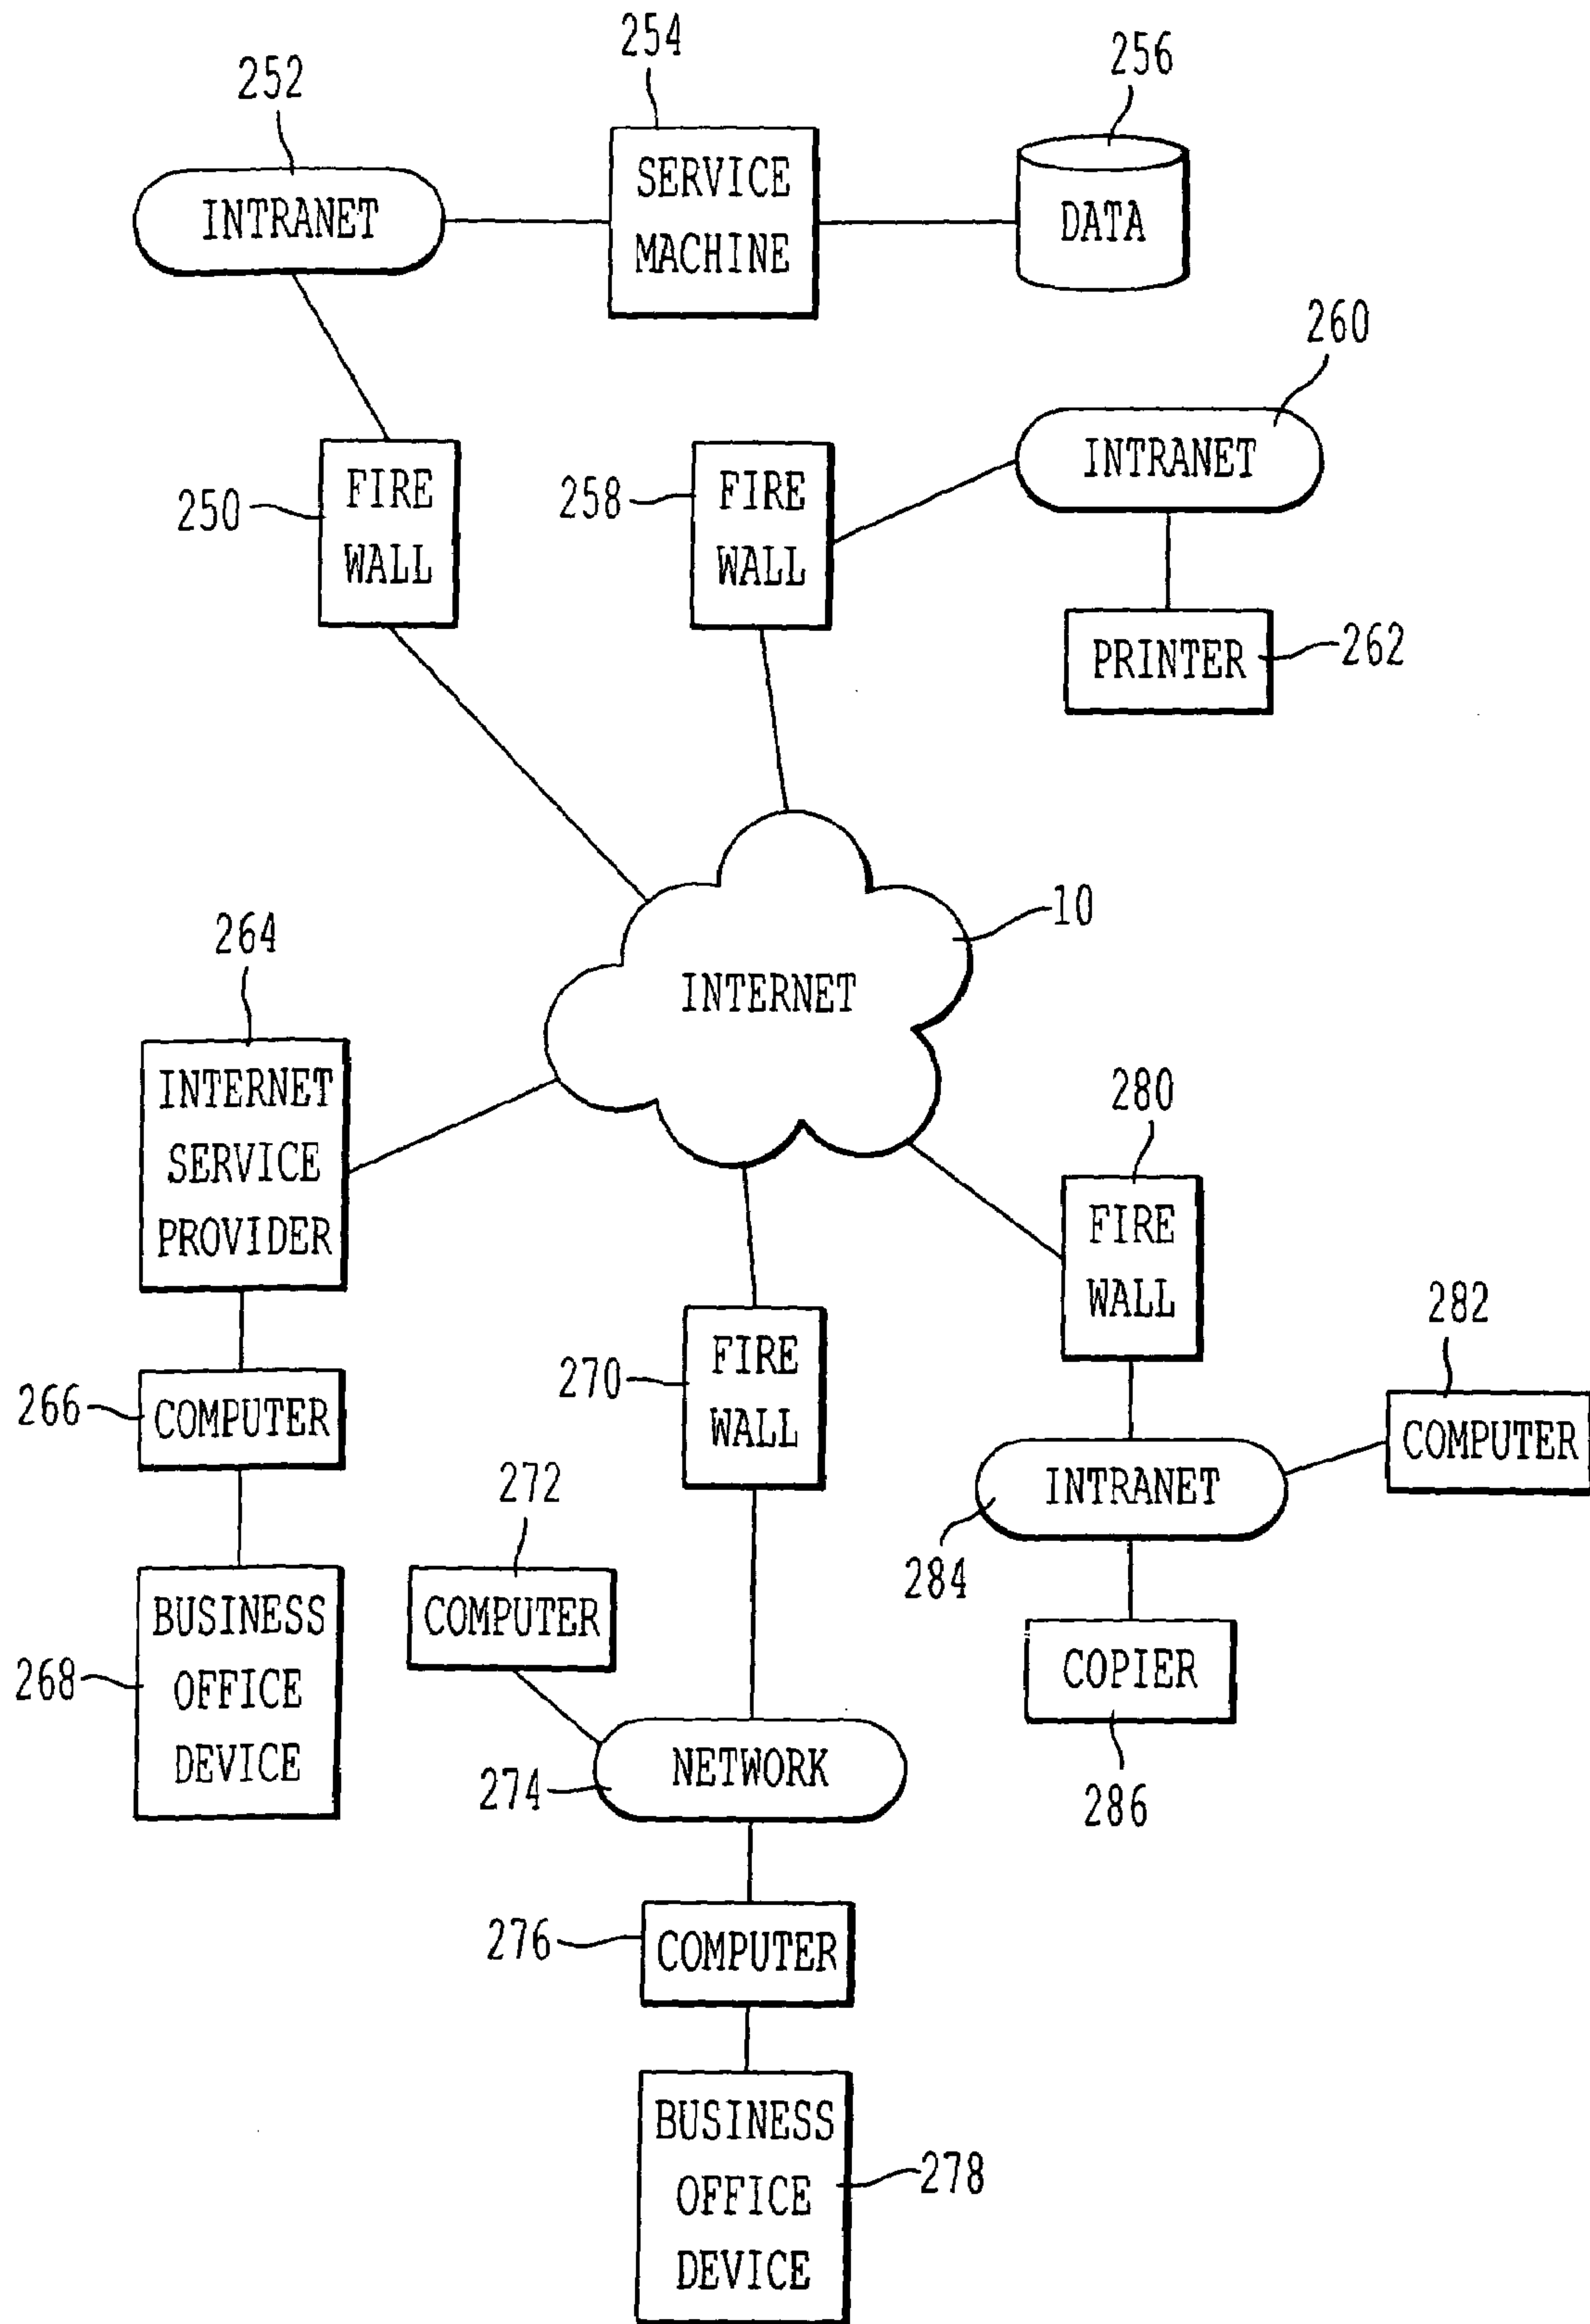 254
256
252
SERVICE
MACHINE
INTRANET
DATA
260
INTRANET
FIRE
WALL
250
FIRE
WALL
258
PRINTER
262
10
INTERNET
264
INTERNET
SERVICE
PROVIDER
280
FIRE
WALL
282
COMPUTER
266
COMPUTER
270
FIRE
WALL
272
COMPUTER
INTRANET
284
BUSINESS
OFFICE
DEVICE
268
COPIER
286
NETWORK
274
276
COMPUTER
BUSINESS
OFFICE
DEVICE
278